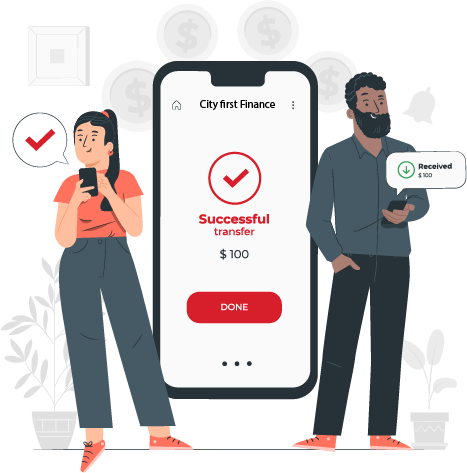 City first Finance
Successful
transfer
$ 100
DONE
Received
$ 100